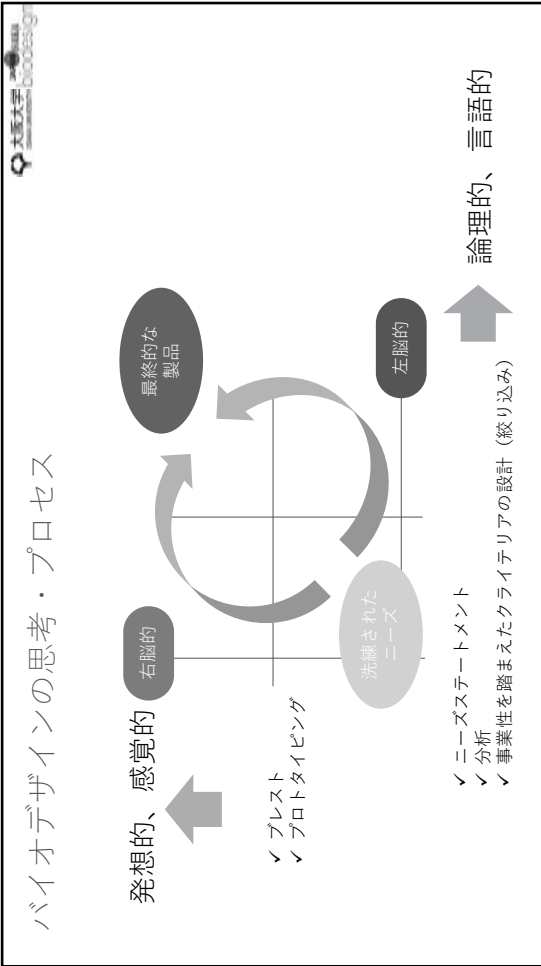 バイオデザインの思考・プロセス
大阪大学
biodesign
発想的、感覚的
右脳的
最終的な
製品
✓ ブレスト
✓ プロトタイピング
洗練された
ニーズ
左脳的
✓ ニーズステートメント
✓ 分析
✓ 事業性を踏まえたクライテリアの設計（絞り込み）
論理的、言語的